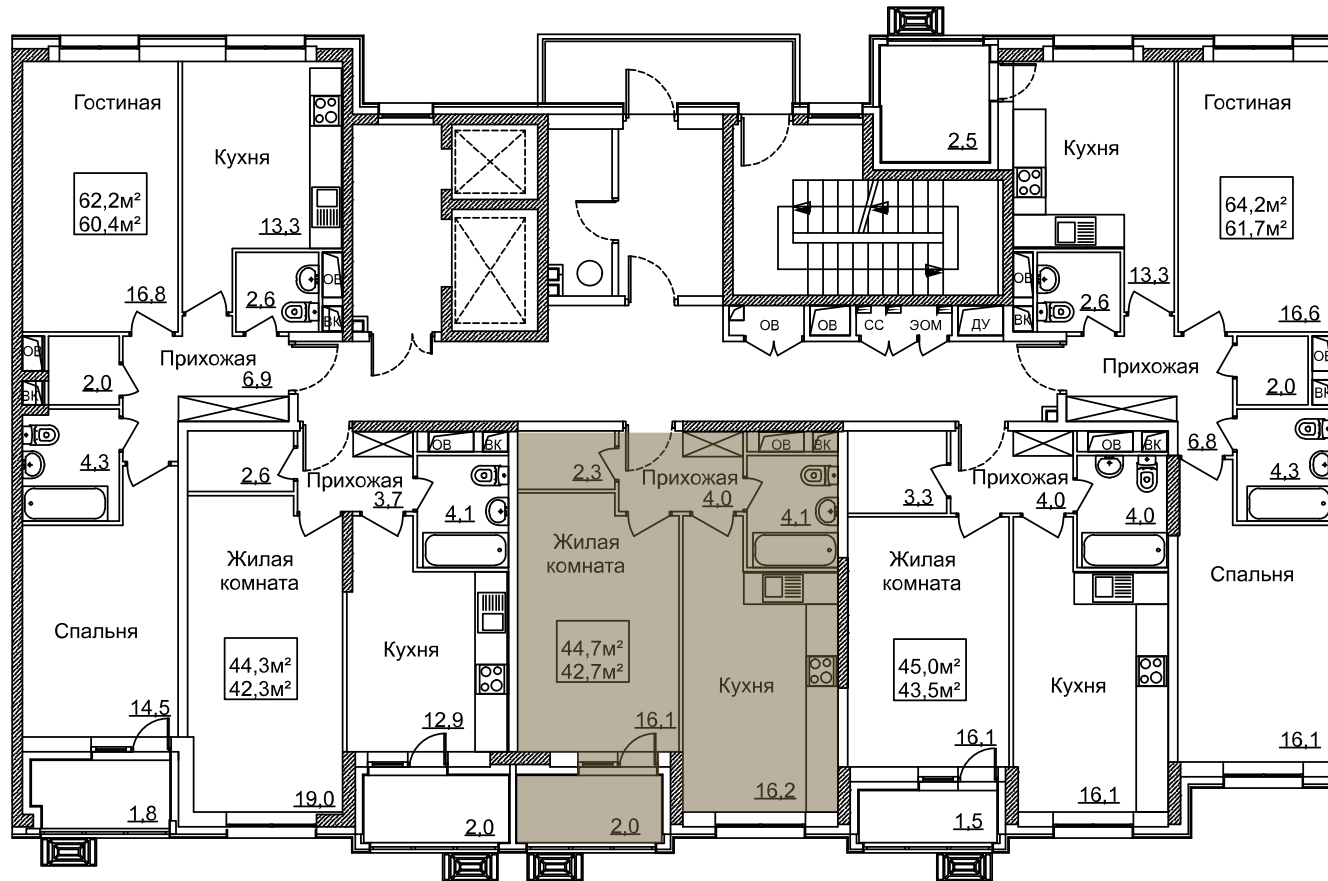 Гостиная
Кухня
62,2м²
60,4м²
13,3
16,8
2,6
ОВ
ВК
Прихожая
6,9
ОВ
ВК
2,0
4,3
Спальня
14,5
1,8
2,6
Прихожая
3,7
ОВ
ВК
4,1
Жилая
комната
44,3м²
42,3м²
19,0
Кухня
12,9
2,0
2,3
Прихожая
4,0
ОВ
ВК
4,1
Жилая
комната
44,7м²
42,7м²
16,1
Кухня
16,2
2,0
ОВ
ОВ
СС
ЭОМ
ДУ
3,3
Прихожая
4,0
ОВ
ВК
4,0
Жилая
комната
45,0м²
43,5м²
16,1
Кухня
16,1
1,5
2,5
Кухня
Гостиная
64,2м²
61,7м²
13,3
16,6
ОВ
ВК
2,6
Прихожая
6,8
2,0
ОВ
ВК
4,3
Спальня
16,1